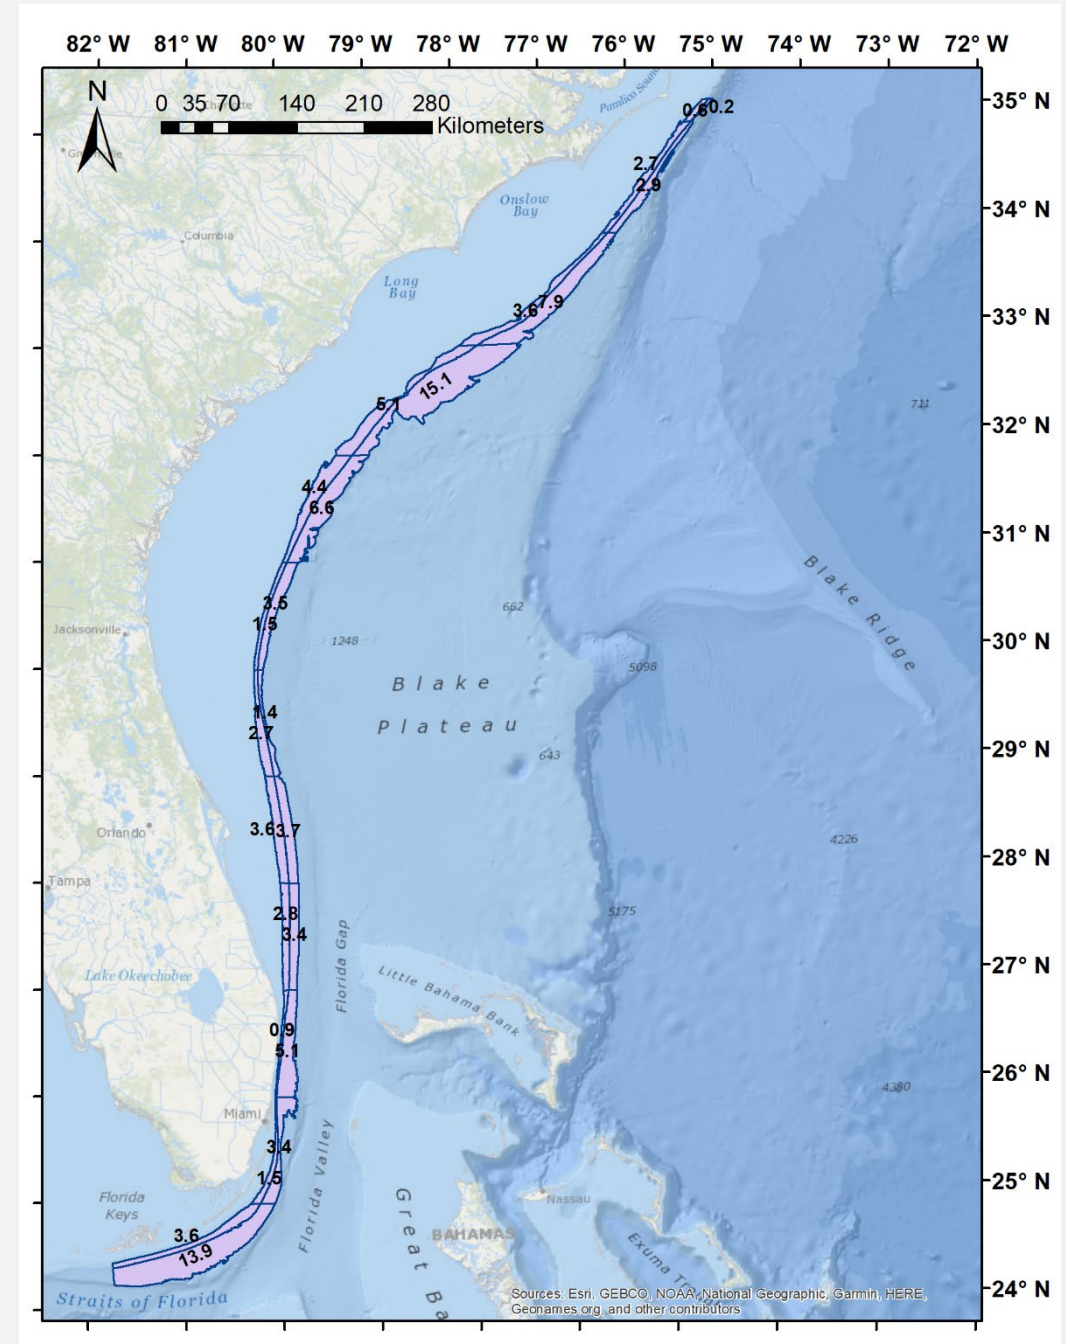 82° W 81° W 80° W 79° W 78° W 77° W 76° W 75° W 74° W 73° W 72° W
N
0 35 70 140 210 280
Kilometers
Pamlico Sound
35° N
0.6 0.2
2.7
2.9
Onslow
Bay
34° N
Columbia
Long
Bay
33° N
3.6 7.9
15.1
5.1
711
32° N
4.4
6.6
31° N
Blake Ridge
3.5
1.5
662
Jacksonville
1248
30° N
5098
Blake
Plateau
1.4
2.7
643
29° N
Orlando
3.6 3.7
4226
28° N
Tampa
2.8
3.4
5175
Florida Gap
27° N
Lake Okeechobee
Little Bahama Bank
0.9
5.1
26° N
4380
Miami
3.4
1.5
Florida Valley
25° N
Florida
Keys
Nassau
3.6
13.9
Great Ba
BAHAMAS
Exuma
24° N
Straits of Florida
Sources: Esri, GEBCO, NOAA, National Geographic, Garmin, HERE,
Geonames.org, and other contributors